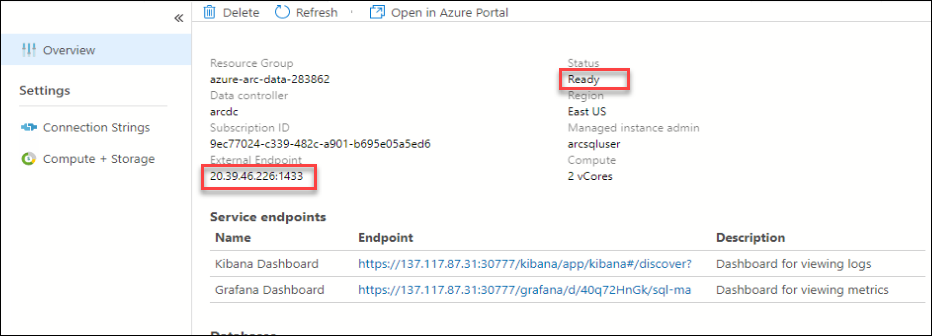 «
Delete
Refresh
Open in Azure Portal
Overview
Settings
Connection Strings
Compute + Storage
Resource Group
azure-arc-data-283862
Data controller
arcdc
Subscription ID
9ec77024-c339-482c-a901-b695e05a5ed6
External Endpoint
20.39.46.226:1433
Status
Ready
Region
East US
Managed instance admin
arcsqluser
Compute
2 vCores
Service endpoints
Name Endpoint Description
Kibana Dashboard https://137.117.87.31:30777/kibana/app/kibana#/discover? Dashboard for viewing logs
Grafana Dashboard https://137.117.87.31:30777/grafana/d/40q72HnGk/sql-ma Dashboard for viewing metrics
Databases